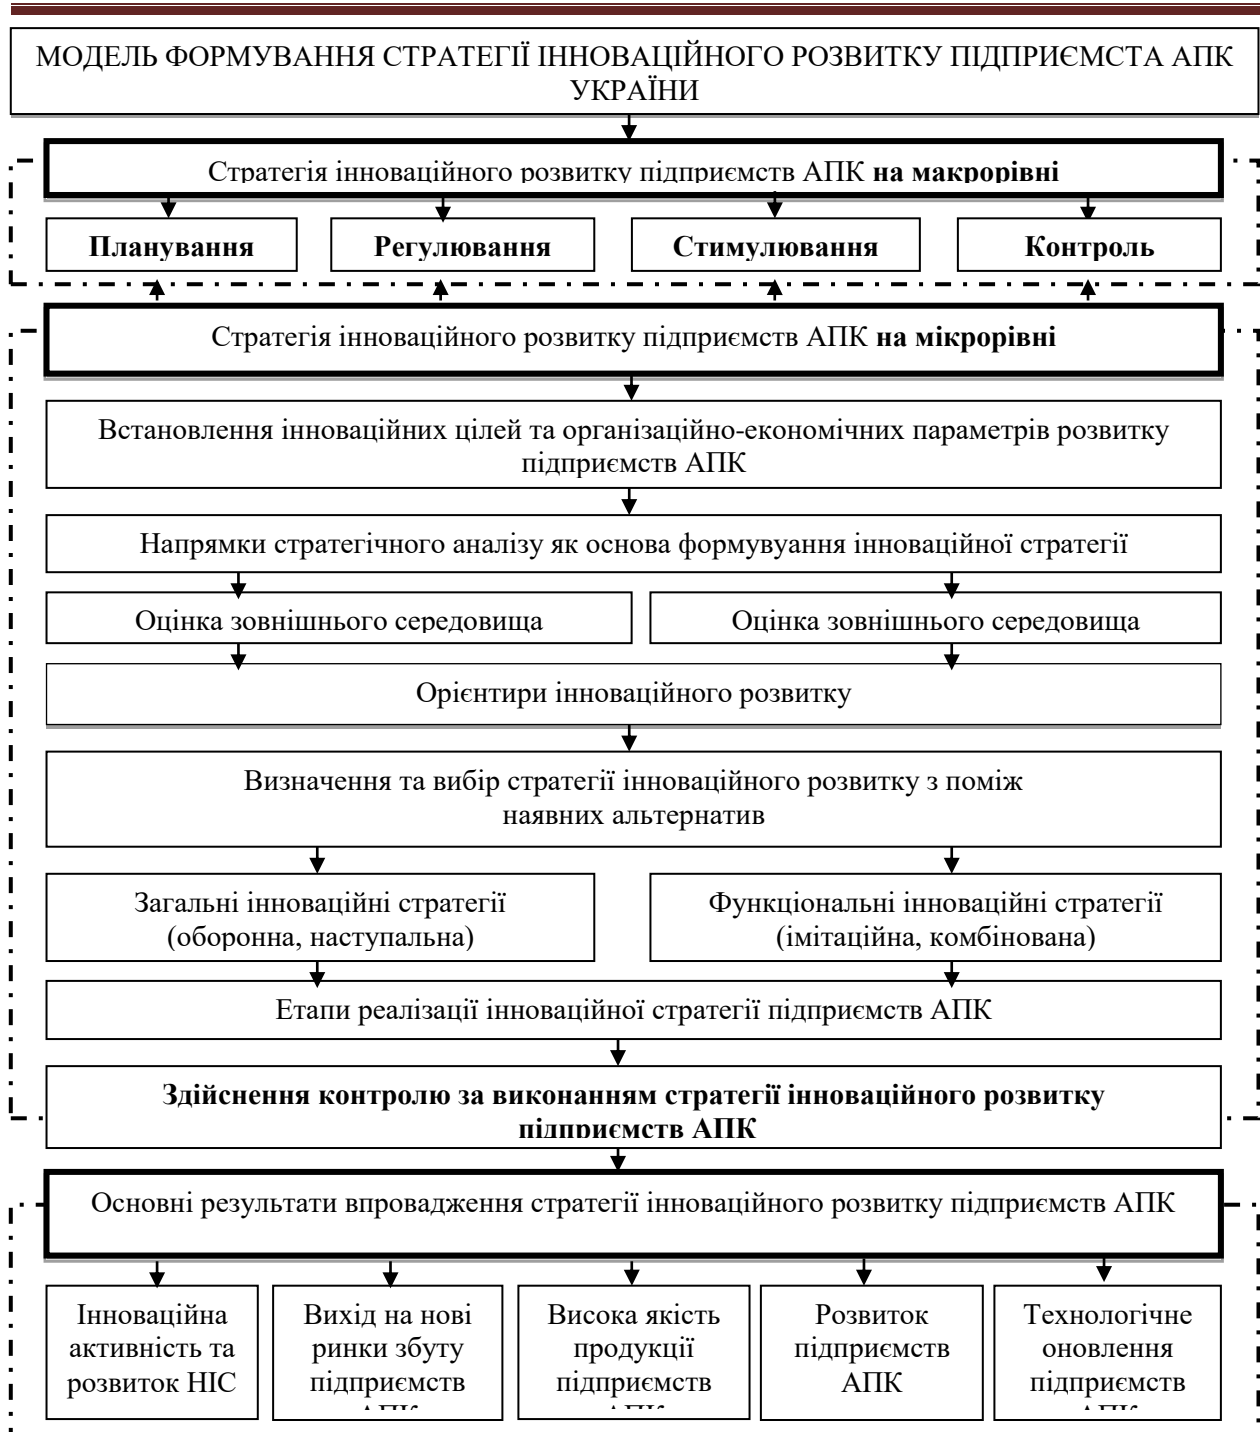 МОДЕЛЬ ФОРМУВАННЯ СТРАТЕГІЇ ІННОВАЦІЙНОГО РОЗВИТКУ ПІДПРИЄМСТА АПК
УКРАЇНИ
Стратегія інноваційного розвитку підприємств АПК на макрорівні
Планування
Регулювання
Стимулювання
Контроль
Стратегія інноваційного розвитку підприємств АПК на мікрорівні
Встановлення інноваційних цілей та організаційно-економічних параметрів розвитку
підприємств АПК
Напрямки стратегічного аналізу як основа формувуання інноваційної стратегії
Оцінка зовнішнього середовища
Оцінка зовнішнього середовища
Орієнтири інноваційного розвитку
Визначення та вибір стратегії інноваційного розвитку з поміж
наявних альтернатив
Загальні інноваційні стратегії
(оборонна, наступальна)
Функціональні інноваційні стратегії
(імітаційна, комбінована)
Етапи реалізації інноваційної стратегії підприємств АПК
Здійснення контролю за виконанням стратегії інноваційного розвитку
підприємств АПК
Основні результати впровадження стратегії інноваційного розвитку підприємств АПК
Інноваційна
активність та
розвиток НІС
Вихід на нові
ринки збуту
підприємств
АПК
Висока якість
продукції
підприємств
АПК
Розвиток
підприємств
АПК
Технологічне
оновлення
підприємств
АПК